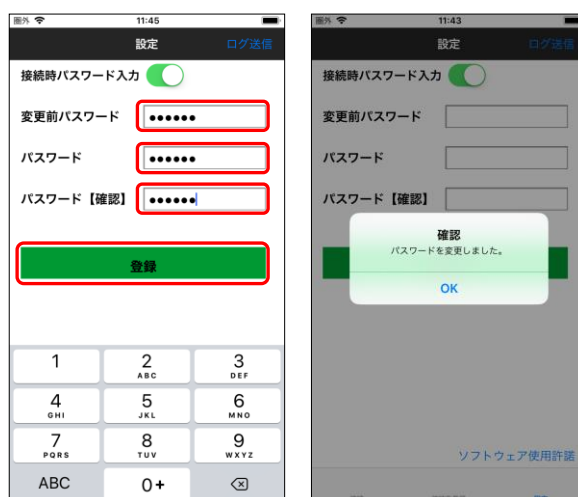 圏外 11:45
設定 ログ送信
接続時パスワード入力
変更前パスワード ••••••
パスワード ••••••
パスワード【確認】 ••••••
登録
1 2 3
ABC DEF
4 5 6
GHI JKL MNO
7 8 9
PQRS TUV WXYZ
ABC 0+
圏外 11:43
設定 ログ送信
接続時パスワード入力
変更前パスワード
パスワード
パスワード【確認】
確認
パスワードを変更しました。
OK
ソフトウェア使用許諾